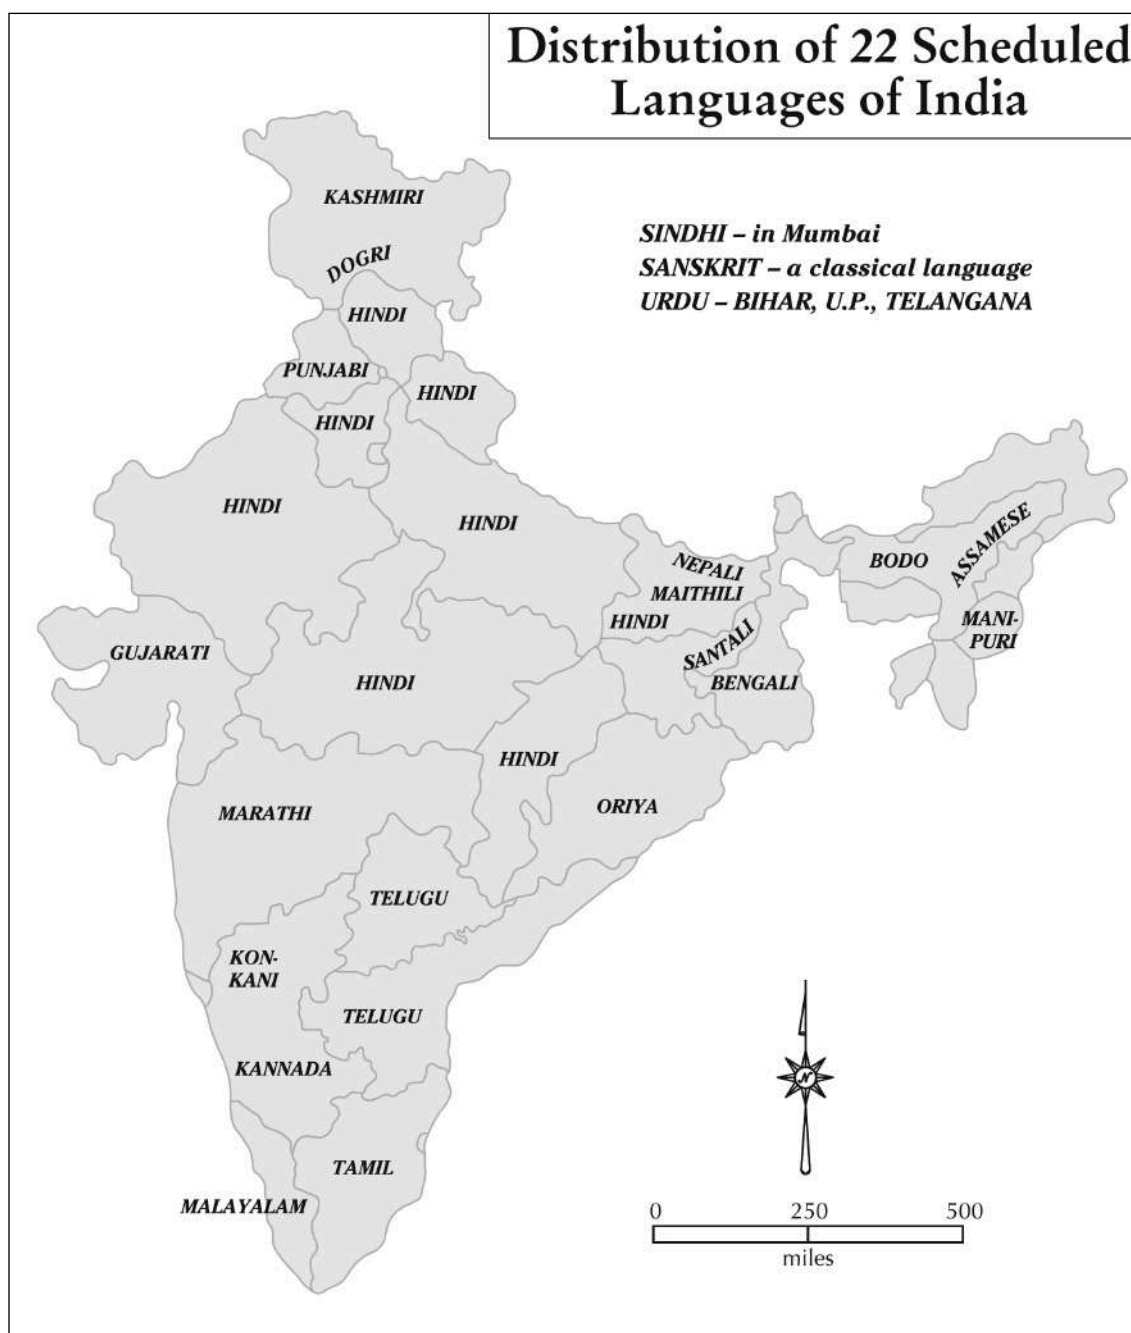 Distribution of 22 Scheduled
Languages of India
KASHMIRI
SINDHI – in Mumbai
SANSKRIT – a classical language
URDU – BIHAR, U.P., TELANGANA
DOGRI
HINDI
PUNJABI
HINDI
HINDI
HINDI
HINDI
NEPALI
MAITHILI
HINDI
BODO
ASSAMESE
MANI-
PURI
GUJARATI
HINDI
SANTALI
BENGALI
HINDI
MARATHI
ORIYA
TELUGU
KON-
KANI
TELUGU
KANNADA
TAMIL
MALAYALAM
N
0 250 500
miles